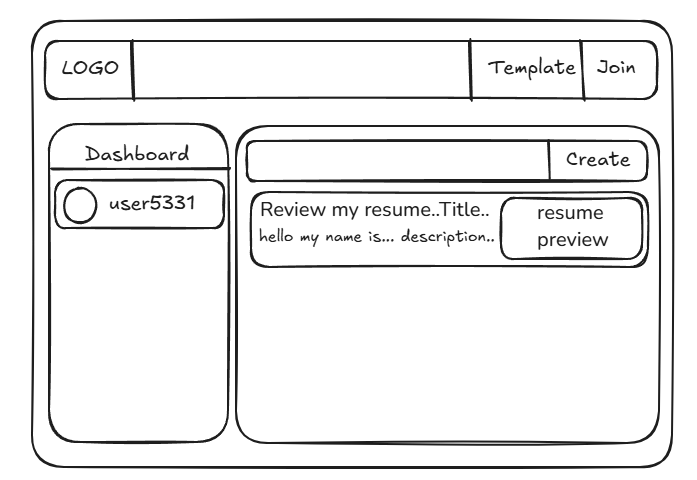 LOGO
Template
Join
Dashboard
user5331
Create
Review my resume..Title..
hello my name is... description..
resume
preview